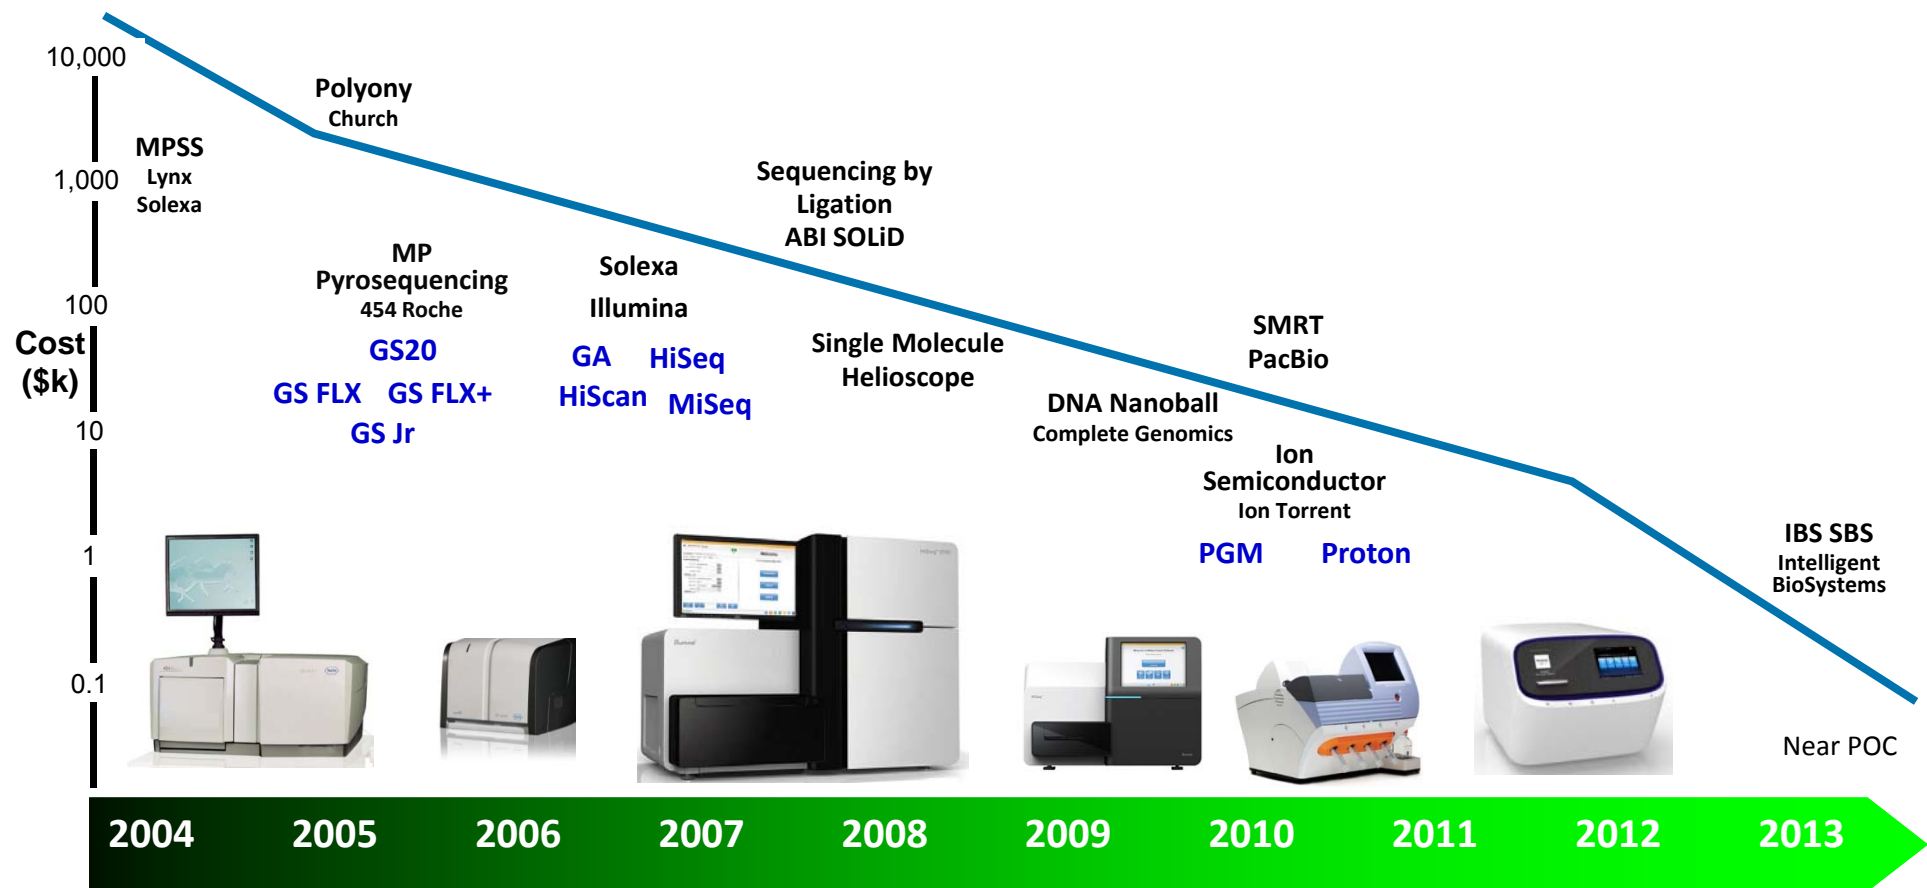 10,000
1,000
100
Cost
($k)
10
1
0.1
MPSS
Lynx
Solexa
Polyony
Church
MP
Pyrosequencing
454 Roche
GS20
GS FLX GS FLX+
GS Jr
Solexa
Illumina
GA HiSeq
HiScan MiSeq
Sequencing by
Ligation
ABI SOLiD
Single Molecule
Helioscope
DNA Nanoball
Complete Genomics
SMRT
PacBio
Ion
Semiconductor
Ion Torrent
PGM Proton
IBS SBS
Intelligent
BioSystems
Near POC
2004 2005 2006 2007 2008 2009 2010 2011 2012 2013